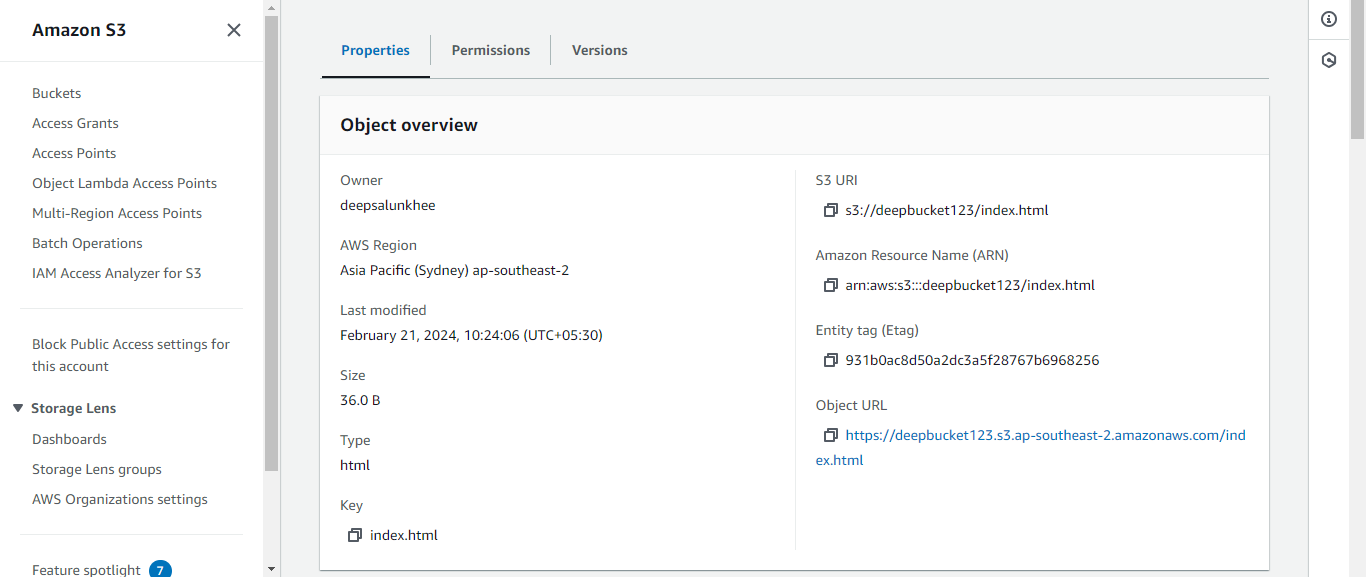 Amazon S3
Buckets
Access Grants
Access Points
Object Lambda Access Points
Multi-Region Access Points
Batch Operations
IAM Access Analyzer for S3
Block Public Access settings for
this account
Storage Lens
Dashboards
Storage Lens groups
AWS Organizations settings
Feature spotlight 7
Properties Permissions Versions
Object overview
Owner
deepsalunkhee
AWS Region
Asia Pacific (Sydney) ap-southeast-2
Last modified
February 21, 2024, 10:24:06 (UTC+05:30)
Size
36.0 B
Type
html
Key
index.html
S3 URI
s3://deepbucket123/index.html
Amazon Resource Name (ARN)
arn:aws:s3:::deepbucket123/index.html
Entity tag (Etag)
931b0ac8d50a2dc3a5f28767b6968256
Object URL
https://deepbucket123.s3.ap-southeast-2.amazonaws.com/ind
ex.html